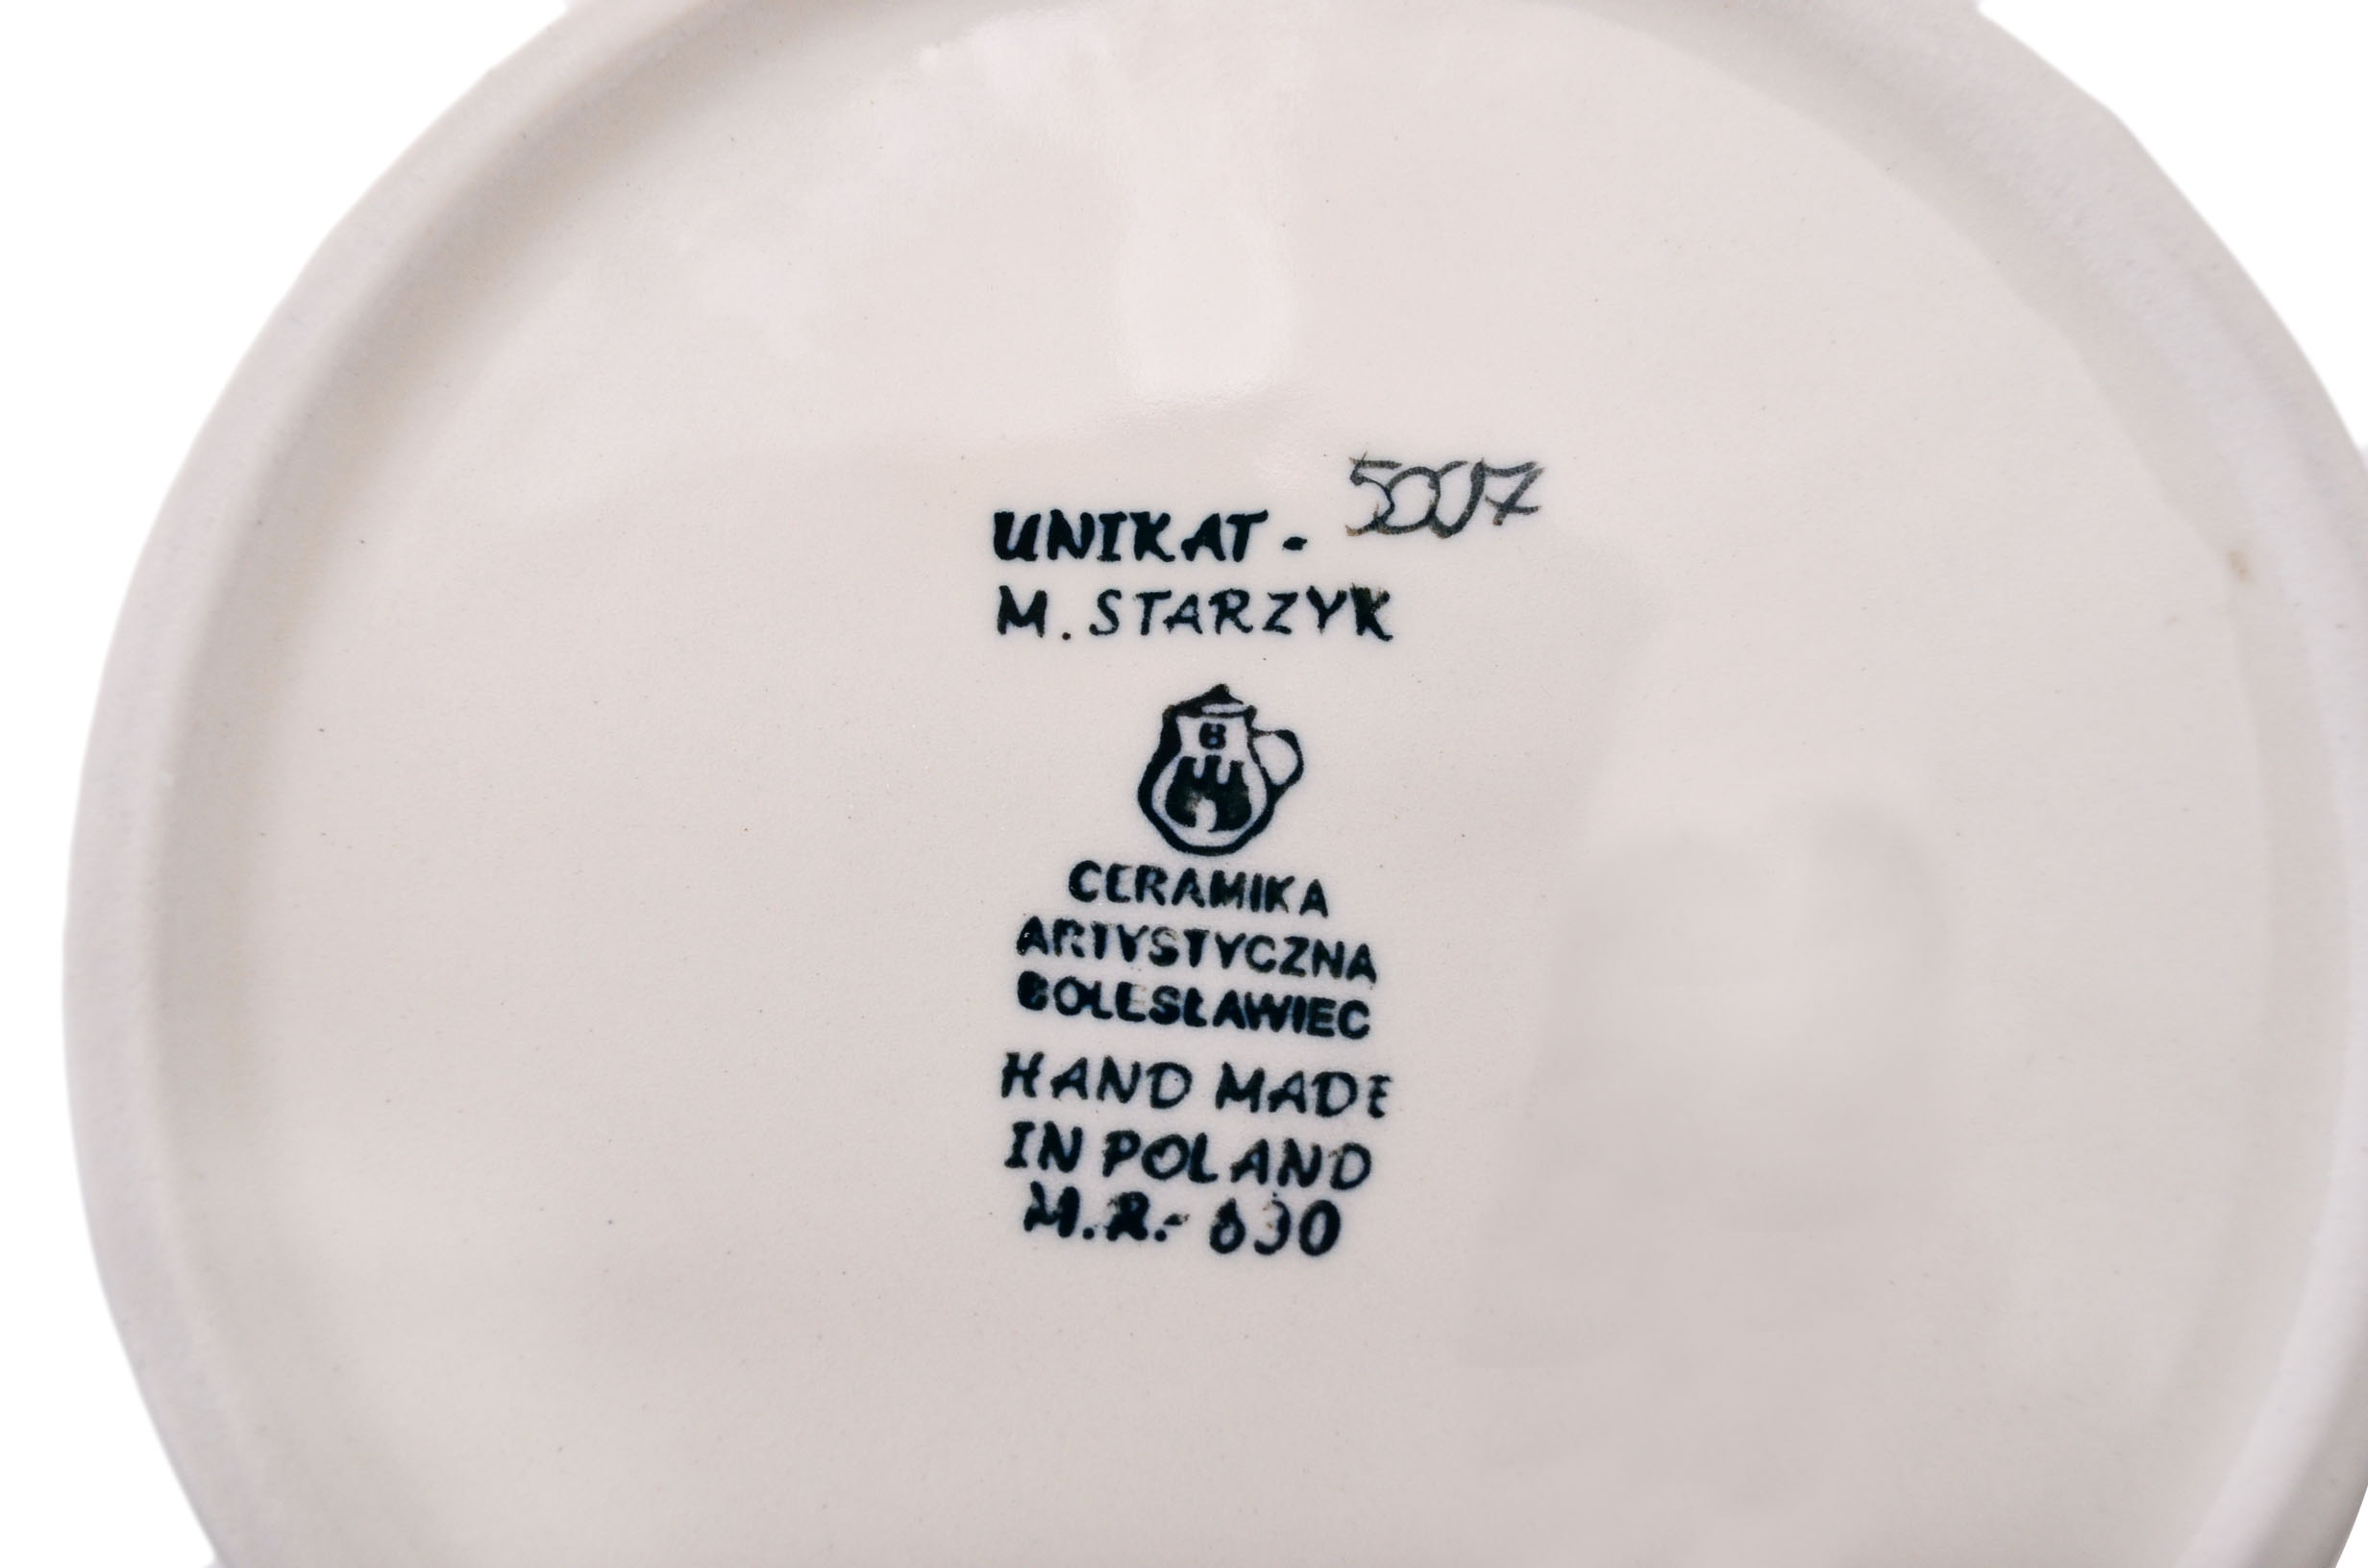 UNIKAT - 5007
M. STARZYK
B
CERAMIKA
ARTYSTYCZNA
BOLESŁAWIEC
HAND MADE
IN POLAND
M.R.-